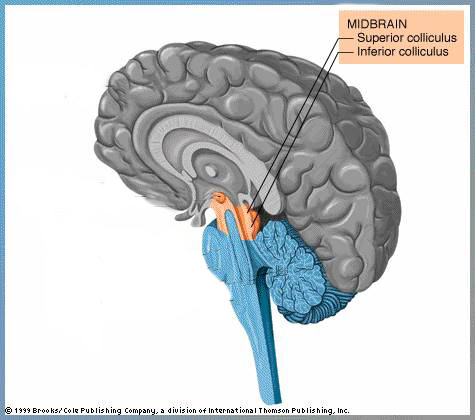 MIDBRAIN
Superior colliculus
Inferior colliculus
© 1999 Brooks/Cole Publishing Company, a division of International Thomson Publishing, Inc.